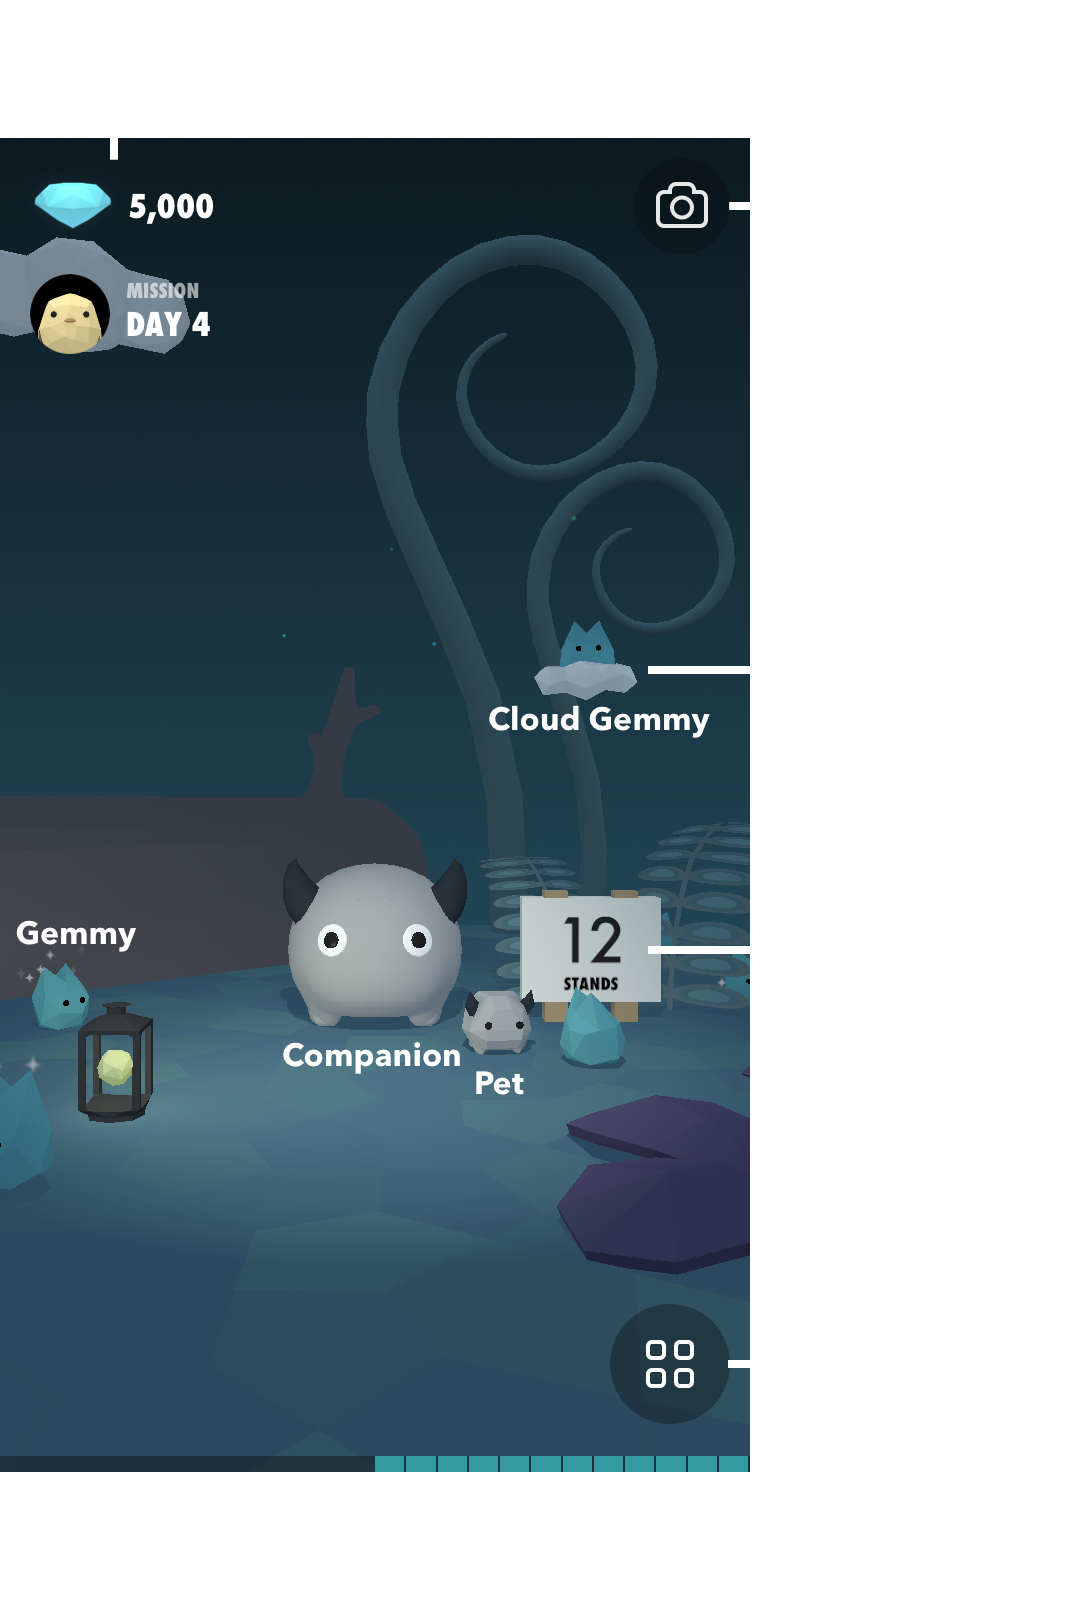 5,000
MISSION
DAY 4
Cloud Gemmy
Gemmy
12
STANDS
Companion
Pet